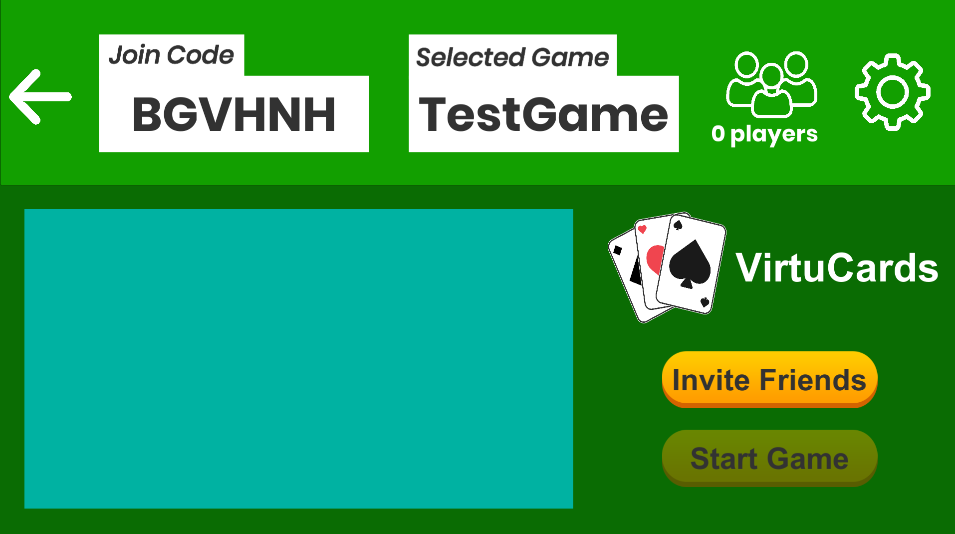 Join Code
BGVHNH
Selected Game
TestGame
0 players
VirtuCards
Invite Friends
Start Game